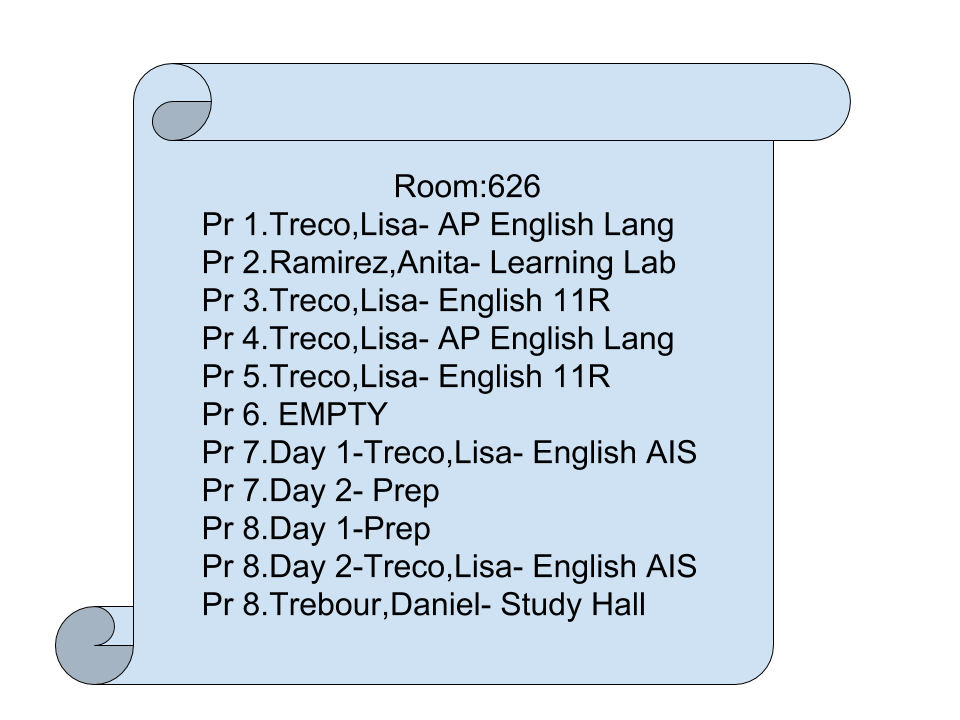 Room:626
Pr 1.Treco,Lisa- AP English Lang
Pr 2.Ramirez,Anita- Learning Lab
Pr 3.Treco,Lisa- English 11R
Pr 4.Treco,Lisa- AP English Lang
Pr 5.Treco,Lisa- English 11R
Pr 6. EMPTY
Pr 7.Day 1-Treco,Lisa- English AIS
Pr 7.Day 2- Prep
Pr 8.Day 1-Prep
Pr 8.Day 2-Treco,Lisa- English AIS
Pr 8.Trebour,Daniel- Study Hall